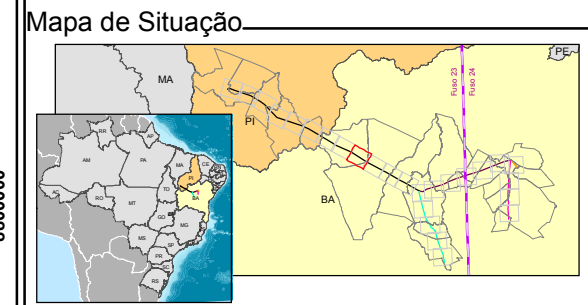 Mapa de Situação
PE
MA
PI
BA
Fuso 23
Fuso 24
RR
AP
AM
PA
MA
CE
PI
AC
RO
TO
BA
MT
GO
MG
MS
SP
PR
SC
RS